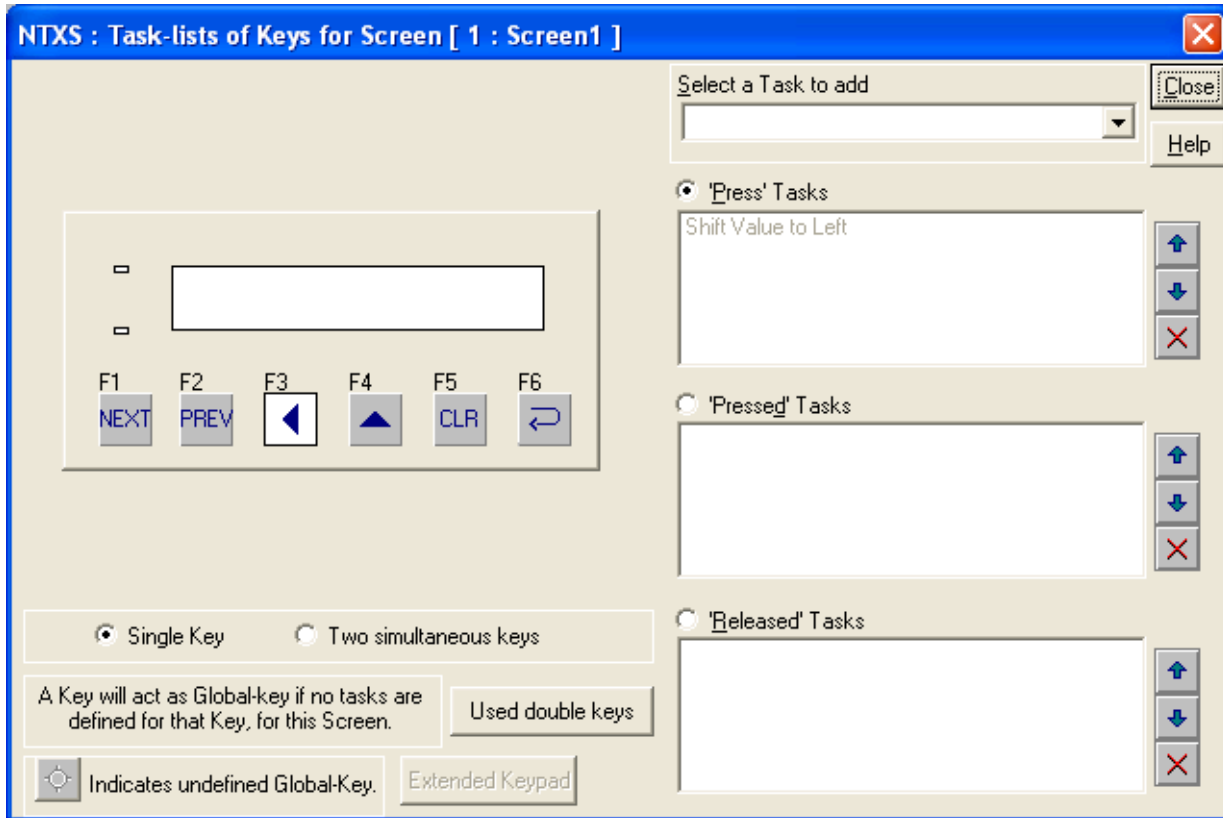 NTXS : Task-lists of Keys for Screen [ 1 : Screen1 ]
Select a Task to add
Close
Help
'Press' Tasks
Shift Value to Left
F1 F2 F3 F4 F5 F6
NEXT PREV CLR
'Pressed' Tasks
Single Key Two simultaneous keys
'Released' Tasks
A Key will act as Global-key if no tasks are
defined for that Key, for this Screen.
Used double keys
Indicates undefined Global-Key.
Extended Keypad